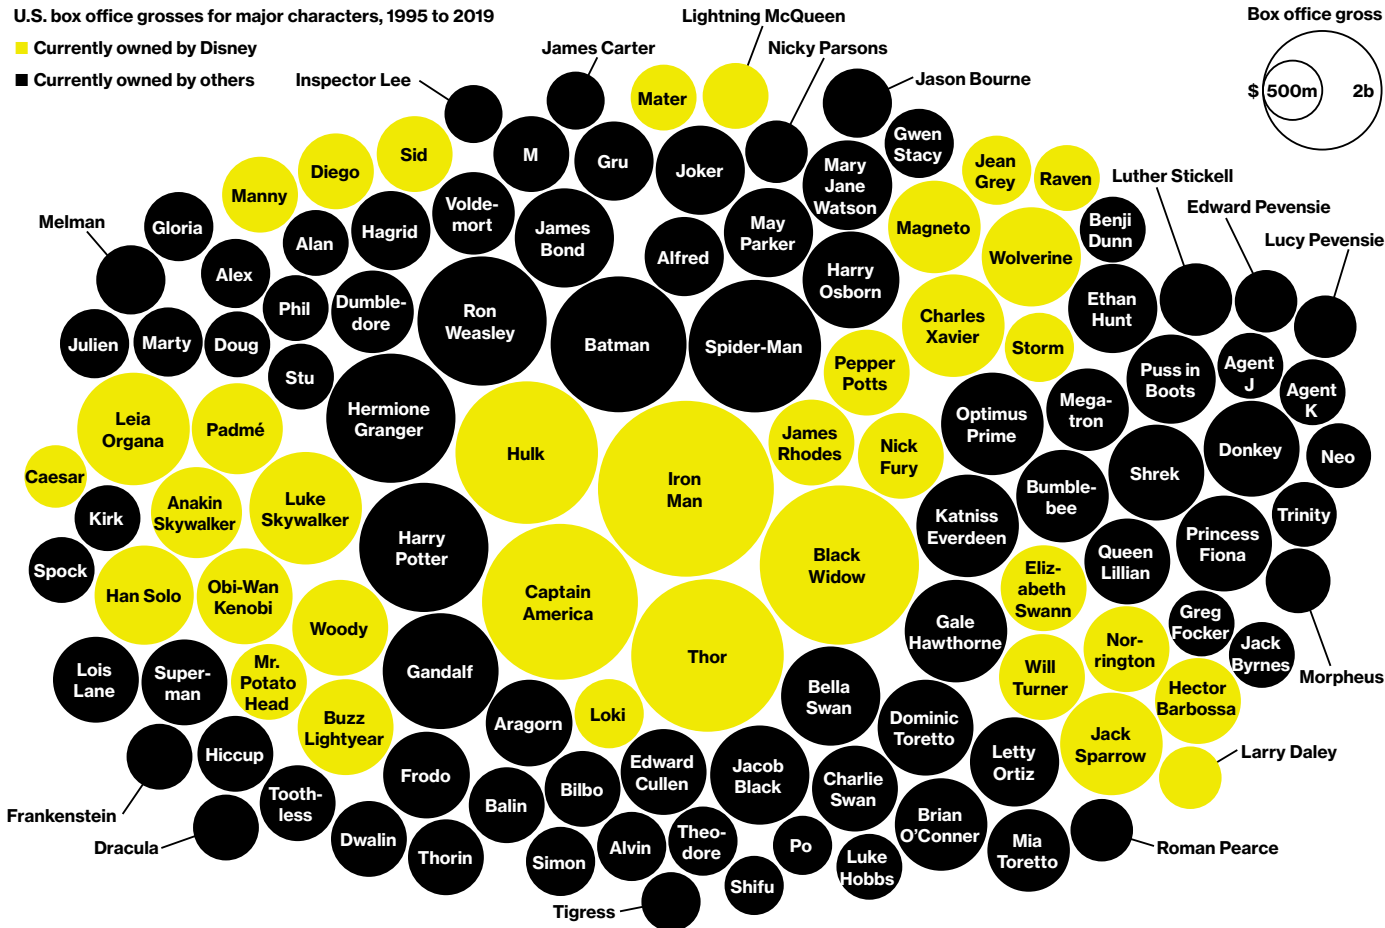 U.S. box office grosses for major characters, 1995 to 2019
Currently owned by Disney
Currently owned by others
Box office gross
$ 500m 2b
Lightning McQueen
James Carter
Nicky Parsons
Inspector Lee
Jason Bourne
Mater
Gwen
Stacy
Sid
M
Gru
Joker
Mary
Jane
Watson
Jean
Grey
Raven
Luther Stickell
Diego
Manny
Edward Pevensie
Melman
Gloria
Volde-
mort
Hagrid
Alan
James
Bond
May
Parker
Magneto
Benji
Dunn
Lucy Pevensie
Alfred
Wolverine
Alex
Harry
Osborn
Phil
Dumble-
dore
Ron
Weasley
Ethan
Hunt
Charles
Xavier
Julien
Marty
Doug
Batman
Spider-Man
Storm
Stu
Pepper
Potts
Puss in
Boots
Agent
J
Agent
K
Leia
Organa
Padmé
Hermione
Granger
Optimus
Prime
Mega-
tron
Hulk
James
Rhodes
Nick
Fury
Donkey
Neo
Caesar
Iron
Man
Shrek
Kirk
Anakin
Skywalker
Luke
Skywalker
Bumble-
bee
Katniss
Everdeen
Trinity
Harry
Potter
Princess
Fiona
Spock
Black
Widow
Queen
Lillian
Han Solo
Obi-Wan
Kenobi
Captain
America
Eliz-
abeth
Swann
Woody
Gale
Hawthorne
Greg
Focker
Jack
Byrnes
Nor-
rington
Morpheus
Lois
Lane
Super-
man
Mr.
Potato
Head
Gandalf
Thor
Will
Turner
Bella
Swan
Hector
Barbossa
Buzz
Lightyear
Aragorn
Loki
Dominic
Toretto
Jack
Sparrow
Hiccup
Letty
Ortiz
Larry Daley
Frodo
Edward
Cullen
Jacob
Black
Charlie
Swan
Bilbo
Frankenstein
Tooth-
less
Balin
Brian
O’Conner
Dracula
Dwalin
Thorin
Simon
Alvin
Theo-
dore
Po
Luke
Hobbs
Mia
Toretto
Roman Pearce
Shifu
Tigress